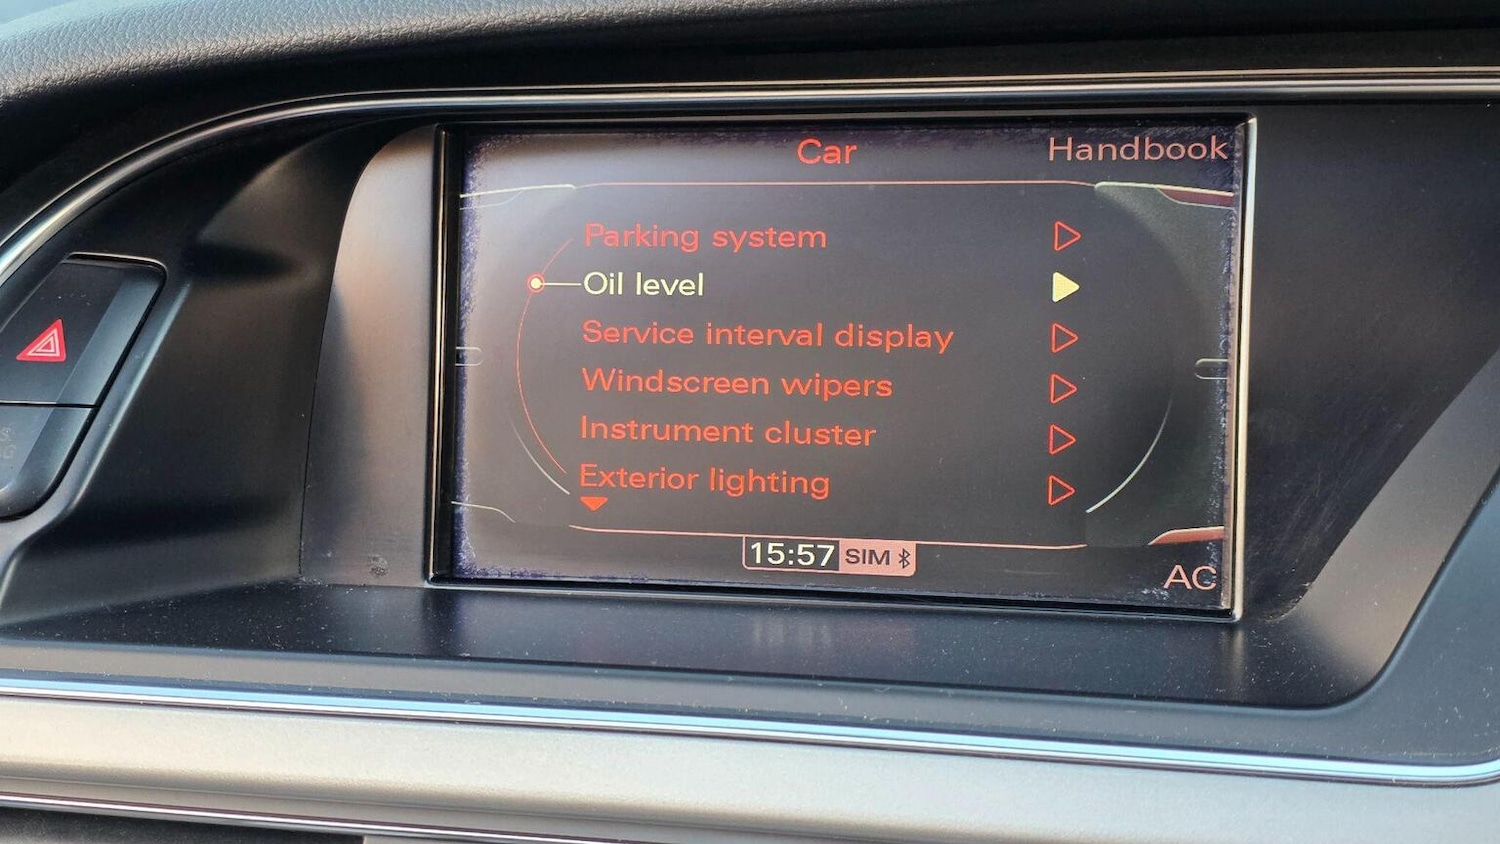 Car
Handbook
Parking system
Oil level
Service interval display
Windscreen wipers
Instrument cluster
Exterior lighting
15:57 SIM
AC